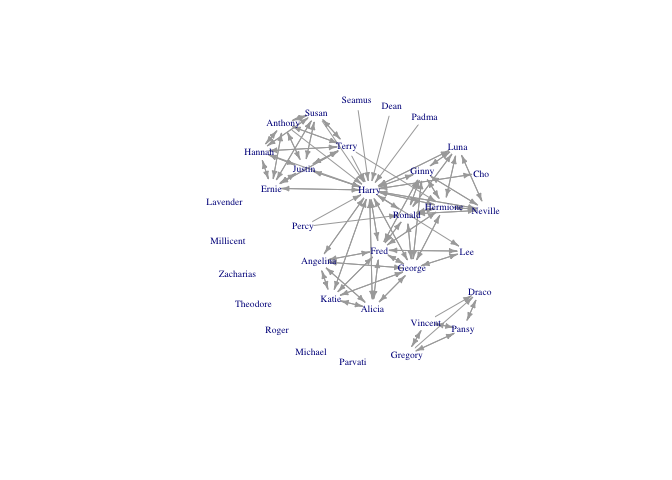 Seamus
Dean
Susan
Padma
Anthony
Terry
Luna
Hannah
Justin
Ginny
Cho
Ernie
Harry
Lavender
Hermione
Neville
Ronald
Percy
Millicent
Fred
Lee
Angelina
George
Zacharias
Draco
Katie
Theodore
Alicia
Vincent
Pansy
Roger
Michael
Gregory
Parvati